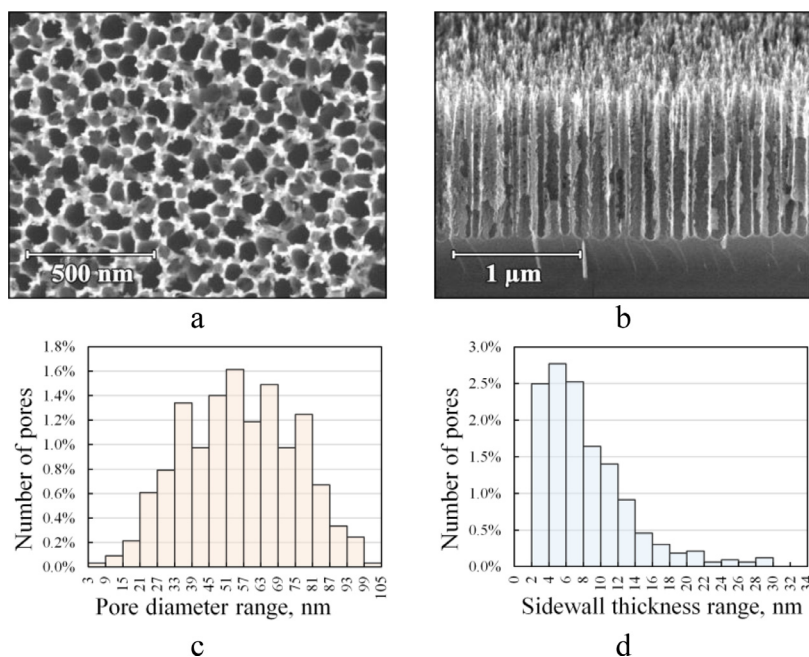 500 nm
1 µm
a
b
1.8%
1.6%
1.4%
1.2%
1.0%
0.8%
0.6%
0.4%
0.2%
0.0%
Number of pores
3 9 15 21 27 33 39 45 51 57 63 69 75 81 87 93 99 105
Pore diameter range, nm
c
3.0%
2.5%
2.0%
1.5%
1.0%
0.5%
0.0%
Number of pores
0 2 4 6 8 10 12 14 16 18 20 22 24 26 28 30 32 34
Sidewall thickness range, nm
d